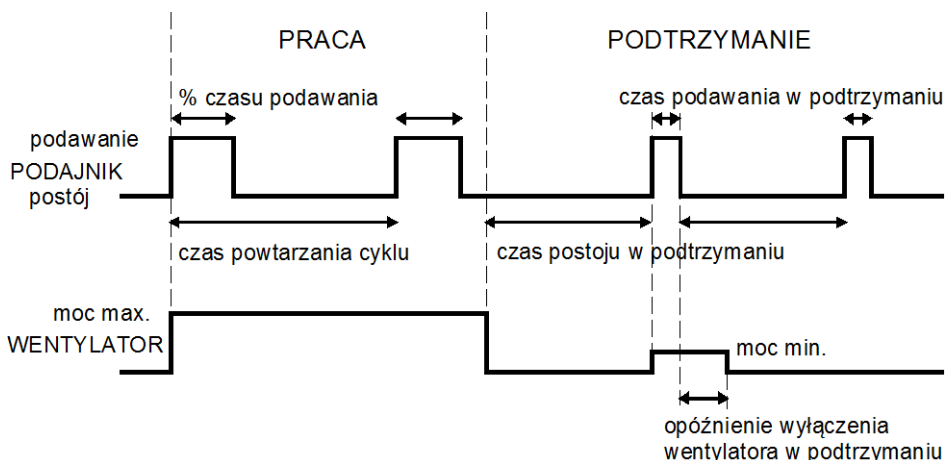 PRACA
PODTRZYMANIE
% czasu podawania
czas podawania w podtrzymaniu
podawanie
PODAJNIK
postój
czas powtarzania cyklu
czas postoju w podtrzymaniu
moc max.
WENTYLATOR
moc min.
opóźnienie wyłączenia
wentylatora w podtrzymaniu